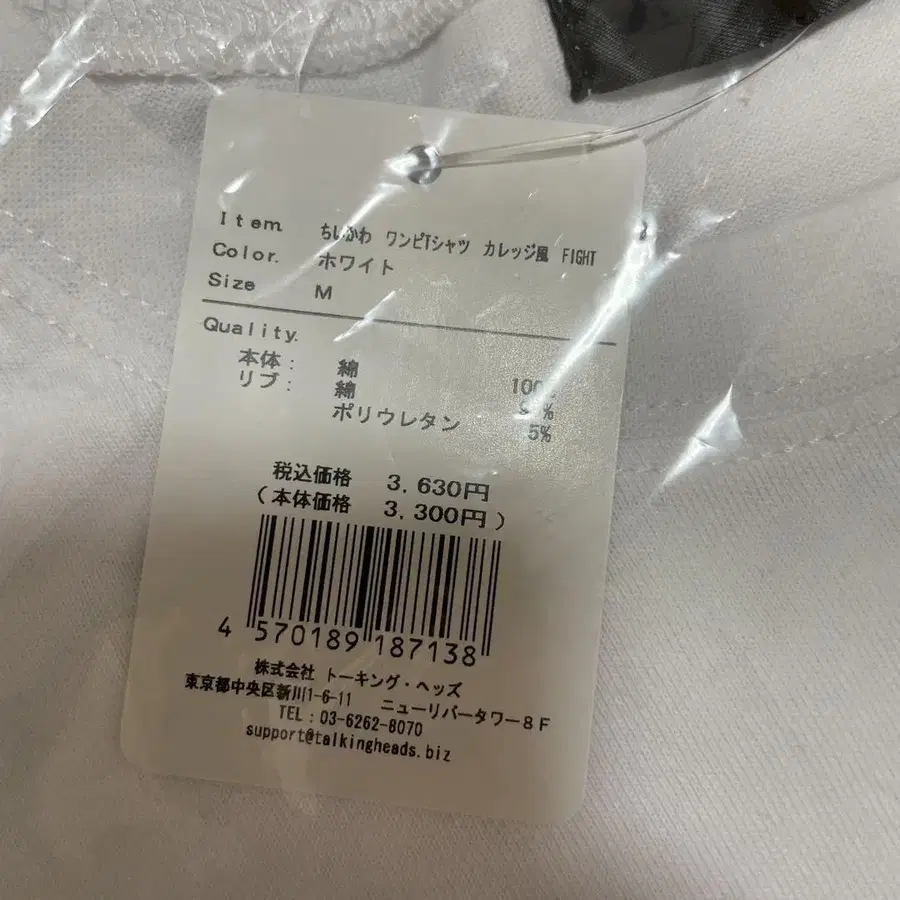 Item ちいかわ ワンピTシャツ カレッジ風 FIGHT
Color. ホワイト
Size M
Quality.
本体: 綿
リブ: 綿
ポリウレタン 5%
税込価格 3,630円
(本体価格 3,300円)
4 570189 187138
株式会社 トーキング・ヘッズ
東京都中央区新川1-6-11 ニューリバータワー8F
TEL:03-6262-8070
support@talkingheads.biz